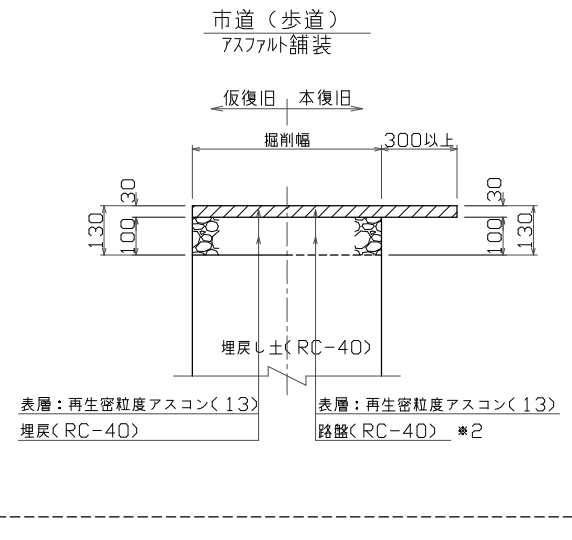 市道（歩道）
アスファルト舗装
仮復旧 本復旧
掘削幅 300以上
30 30
130 100 100 130
埋戻し土(RC-40)
表層：再生密粒度アスコン(13) 表層：再生密粒度アスコン(13)
埋戻(RC-40) 路盤(RC-40) ※2